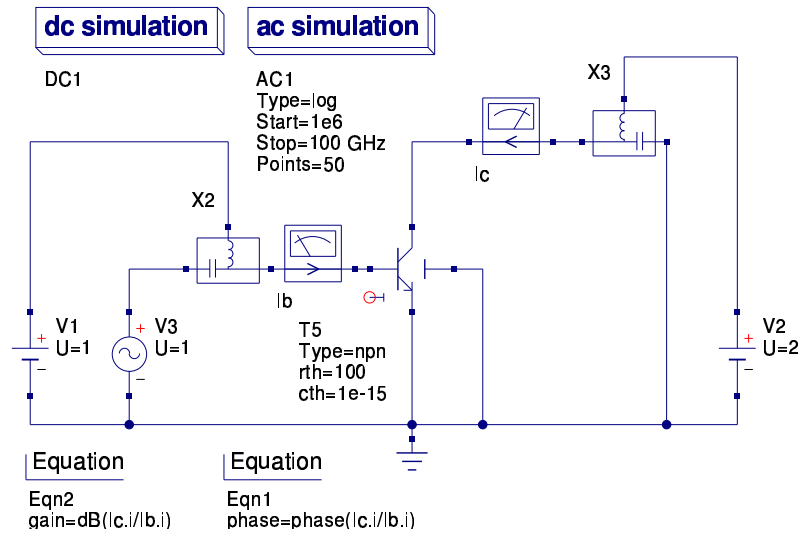 dc simulation
ac simulation
DC1
AC1
Type=log
Start=1e6
Stop=100 GHz
Points=50
X3
Ic
X2
Ib
V1
U=1
+
−
V3
U=1
+
−
T5
Type=npn
rth=100
cth=1e-15
V2
U=2
+
−
Equation
Eqn2
gain=dB(Ic.i/Ib.i)
Equation
Eqn1
phase=phase(Ic.i/Ib.i)